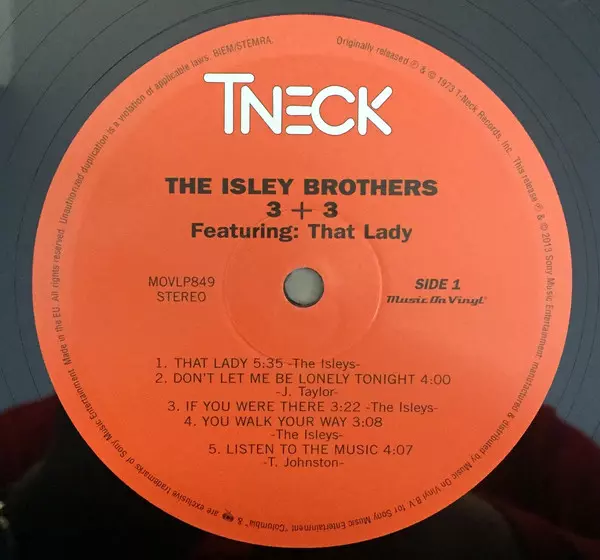 TNECK
THE ISLEY BROTHERS
3 + 3
Featuring: That Lady
MOVLP849
STEREO
SIDE 1
Music On Vinyl
1. THAT LADY 5:35 -The Isleys-
2. DON'T LET ME BE LONELY TONIGHT 4:00
-J. Taylor-
3. IF YOU WERE THERE 3:22 -The Isleys-
4. YOU WALK YOUR WAY 3:08
-The Isleys-
5. LISTEN TO THE MUSIC 4:07
-T. Johnston-
Originally released ℗ & © 1973 T-Neck Records, Inc. This release ℗ & © 2013 Sony Music Entertainment. manufactured & distributed by Music On Vinyl B.V. for Sony Music Entertainment "Columbia" & are exclusive trademarks of Sony Music Entertainment. Made in the EU. All rights reserved. Unauthorized duplication is a violation of applicable laws. BIEM/STEMRA.